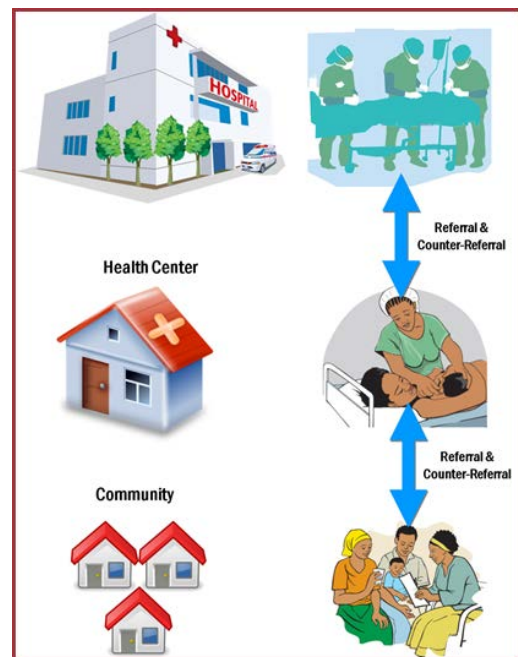 HOSPITAL
Referral &
Counter-Referral
Health Center
Referral &
Counter-Referral
Community